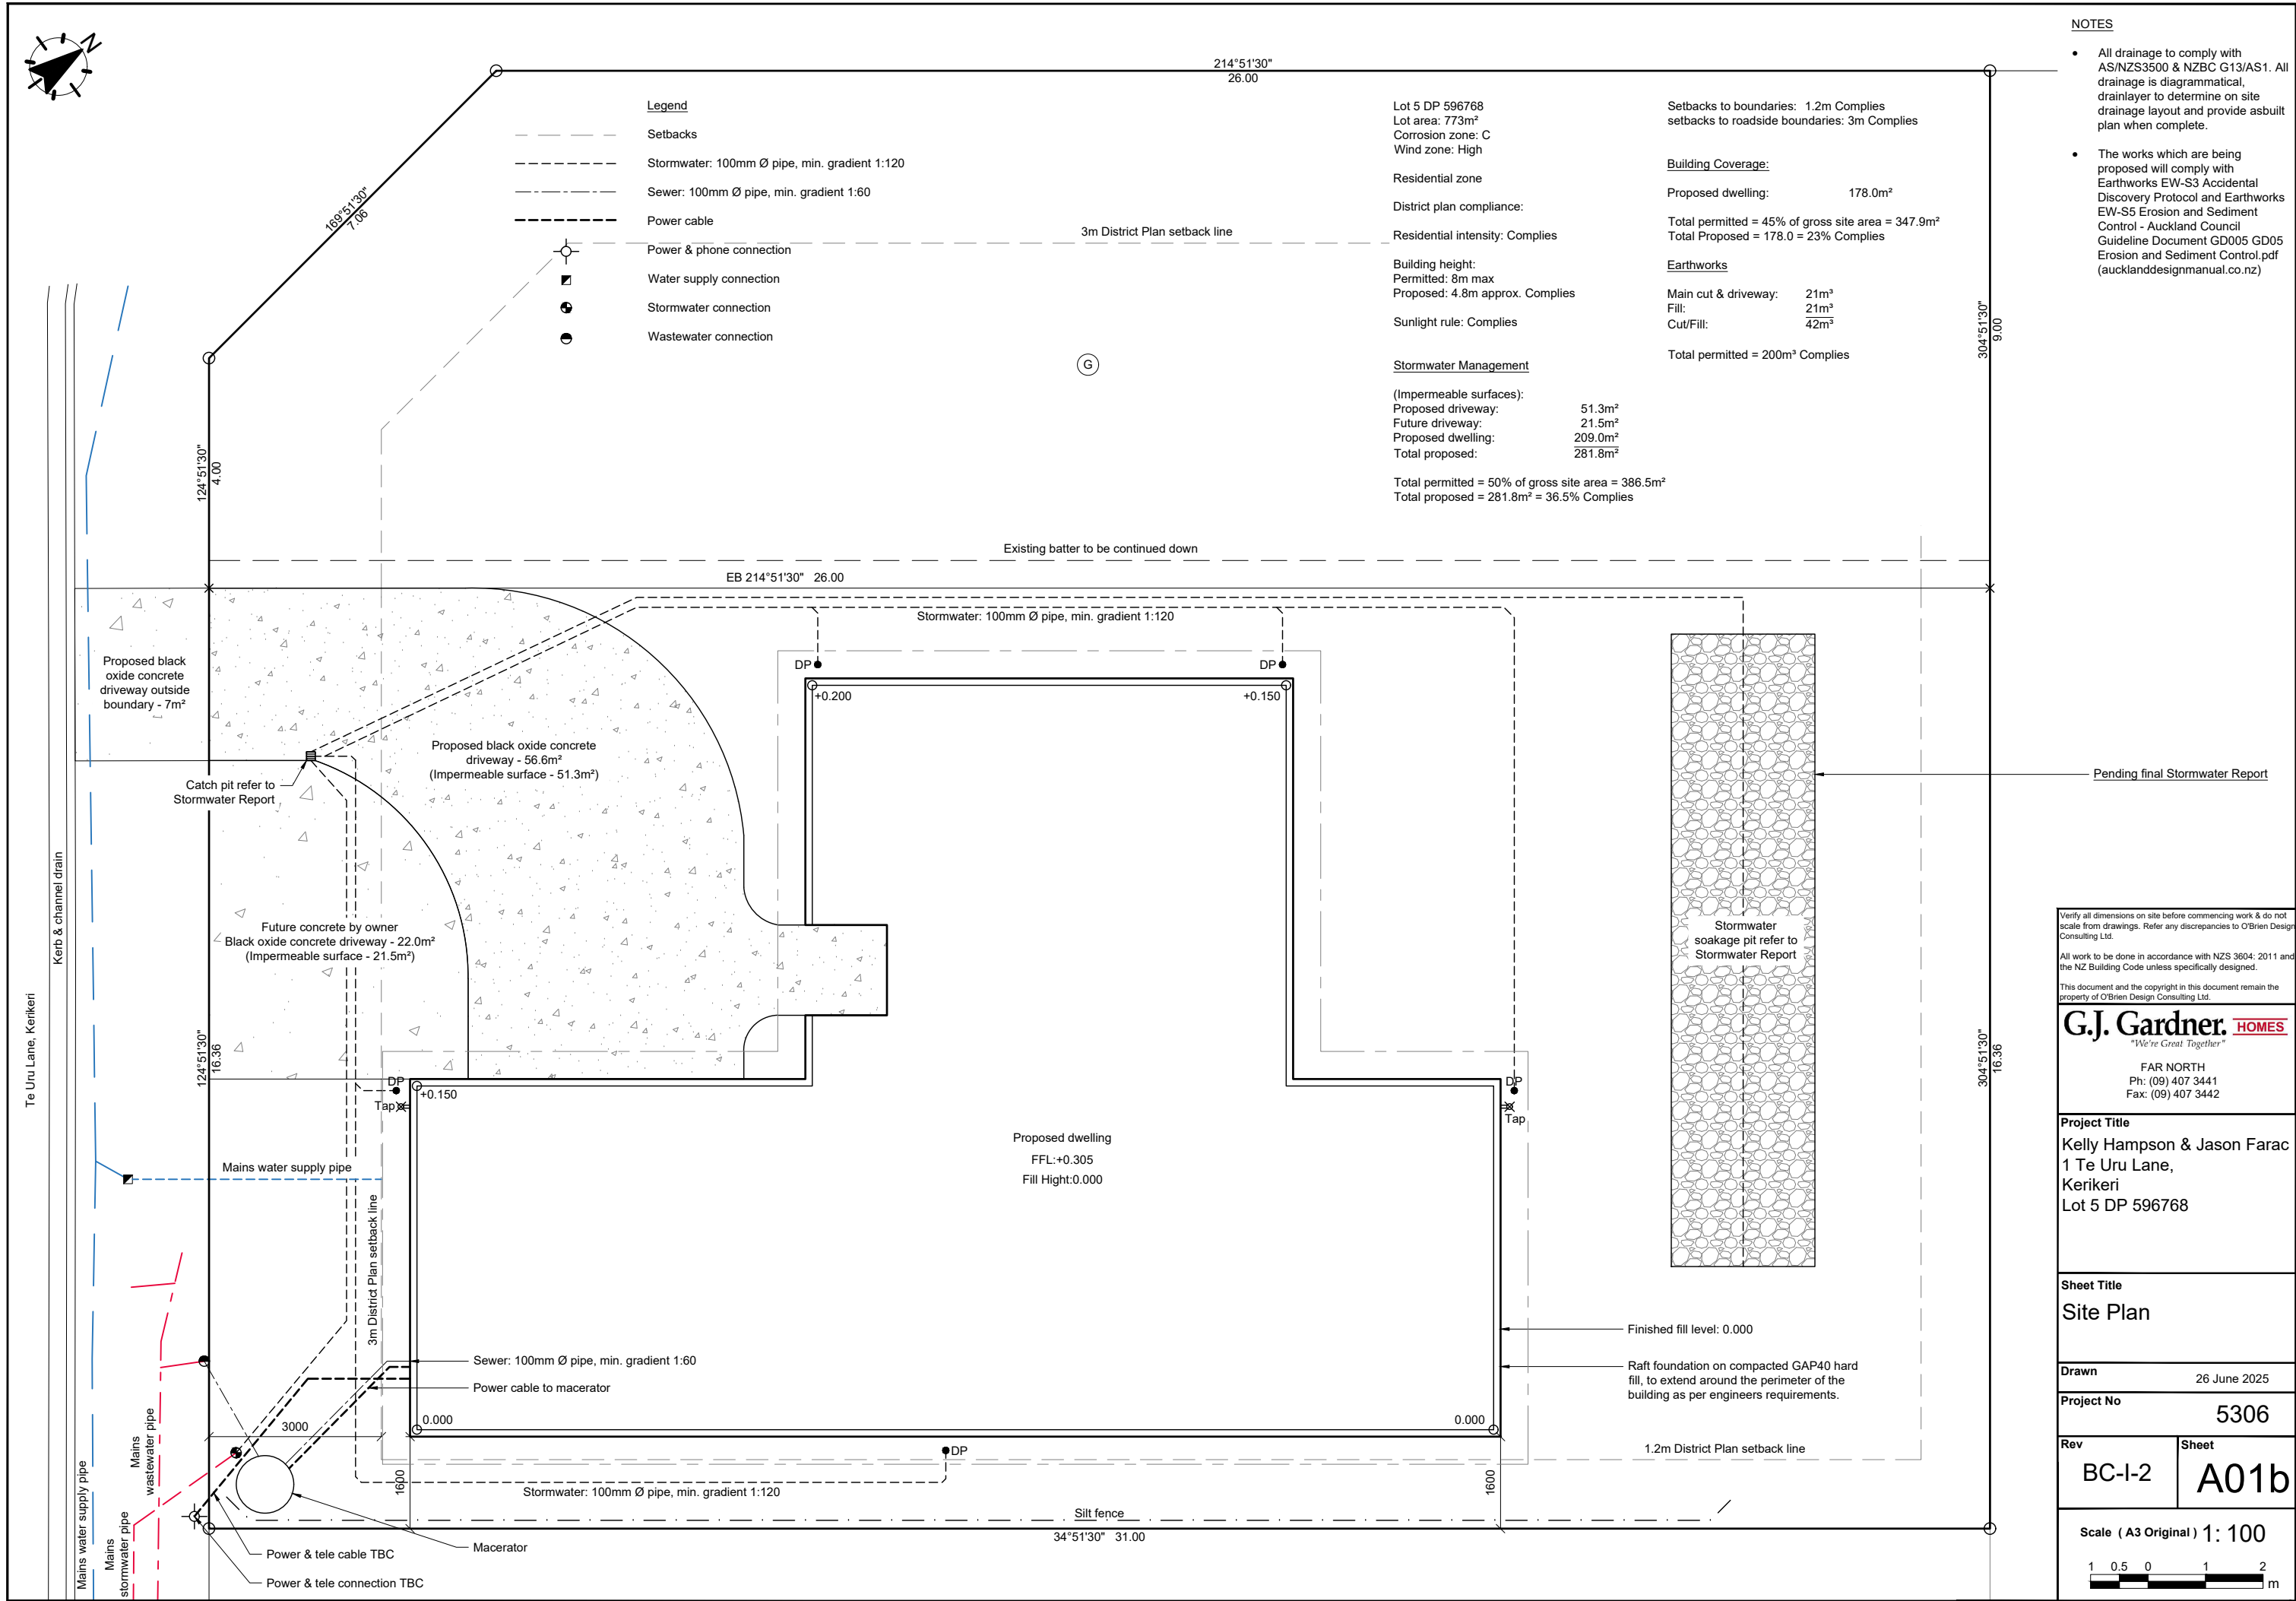 N
214°51'30"
26.00
169°51'30"
7.06
124°51'30"
4.00
304°51'30"
9.00
Legend
Setbacks
Stormwater: 100mm Ø pipe, min. gradient 1:120
Sewer: 100mm Ø pipe, min. gradient 1:60
Power cable
Power & phone connection
Water supply connection
Stormwater connection
Wastewater connection
3m District Plan setback line
G
Lot 5 DP 596768
Lot area: 773m²
Corrosion zone: C
Wind zone: High
Residential zone
District plan compliance:
Residential intensity: Complies
Building height:
Permitted: 8m max
Proposed: 4.8m approx. Complies
Sunlight rule: Complies
Stormwater Management
(Impermeable surfaces):
Proposed driveway: 51.3m²
Future driveway: 21.5m²
Proposed dwelling: 209.0m²
Total proposed: 281.8m²
Total permitted = 50% of gross site area = 386.5m²
Total proposed = 281.8m² = 36.5% Complies
Setbacks to boundaries: 1.2m Complies
setbacks to roadside boundaries: 3m Complies
Building Coverage:
Proposed dwelling: 178.0m²
Total permitted = 45% of gross site area = 347.9m²
Total Proposed = 178.0 = 23% Complies
Earthworks
Main cut & driveway: 21m³
Fill: 21m³
Cut/Fill: 42m³
Total permitted = 200m³ Complies
Existing batter to be continued down
EB 214°51'30" 26.00
Stormwater: 100mm Ø pipe, min. gradient 1:120
Proposed black
oxide concrete
driveway outside
boundary - 7m²
DP
DP
+0.200
+0.150
Proposed black oxide concrete
driveway - 56.6m²
(Impermeable surface - 51.3m²)
Catch pit refer to
Stormwater Report
Pending final Stormwater Report
Kerb & channel drain
Te Uru Lane, Kerikeri
Future concrete by owner
Black oxide concrete driveway - 22.0m²
(Impermeable surface - 21.5m²)
Stormwater
soakage pit refer to
Stormwater Report
124°51'30"
16.36
304°51'30"
16.36
DP
+0.150
Tap
DP
Tap
Proposed dwelling
FFL:+0.305
Fill Hight:0.000
Mains water supply pipe
3m District Plan setback line
Finished fill level: 0.000
Sewer: 100mm Ø pipe, min. gradient 1:60
Power cable to macerator
Raft foundation on compacted GAP40 hard
fill, to extend around the perimeter of the
building as per engineers requirements.
3000
0.000
0.000
DP
1.2m District Plan setback line
1600
1600
Stormwater: 100mm Ø pipe, min. gradient 1:120
Silt fence
34°51'30" 31.00
Macerator
Power & tele cable TBC
Power & tele connection TBC
Mains water supply pipe
Mains
stormwater pipe
Mains
wastewater pipe
NOTES
• All drainage to comply with
AS/NZS3500 & NZBC G13/AS1. All
drainage is diagrammatical,
drainlayer to determine on site
drainage layout and provide asbuilt
plan when complete.
• The works which are being
proposed will comply with
Earthworks EW-S3 Accidental
Discovery Protocol and Earthworks
EW-S5 Erosion and Sediment
Control - Auckland Council
Guideline Document GD005 GD05
Erosion and Sediment Control.pdf
(aucklanddesignmanual.co.nz)
Verify all dimensions on site before commencing work & do not
scale from drawings. Refer any discrepancies to O'Brien Design
Consulting Ltd.
All work to be done in accordance with NZS 3604: 2011 and
the NZ Building Code unless specifically designed.
This document and the copyright in this document remain the
property of O'Brien Design Consulting Ltd.
G.J. Gardner. HOMES
"We're Great Together"
FAR NORTH
Ph: (09) 407 3441
Fax: (09) 407 3442
Project Title
Kelly Hampson & Jason Farac
1 Te Uru Lane,
Kerikeri
Lot 5 DP 596768
Sheet Title
Site Plan
Drawn 26 June 2025
Project No 5306
Rev Sheet
BC-I-2 A01b
Scale ( A3 Original ) 1: 100
1 0.5 0 1 2
m